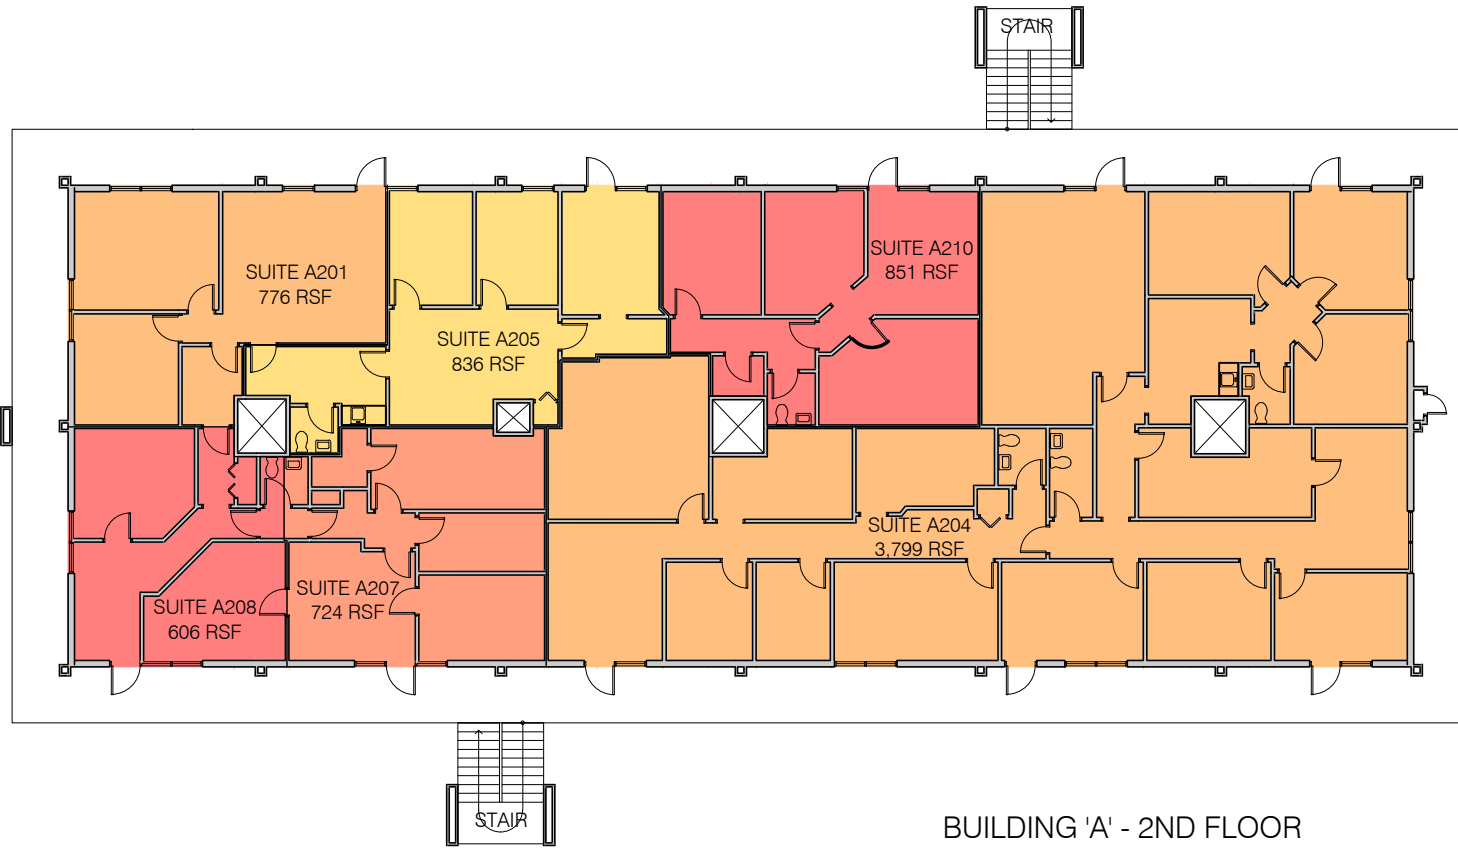 STAIR
SUITE A201
776 RSF
SUITE A205
836 RSF
SUITE A210
851 RSF
SUITE A204
3,799 RSF
SUITE A207
724 RSF
SUITE A208
606 RSF
STAIR
BUILDING 'A' - 2ND FLOOR